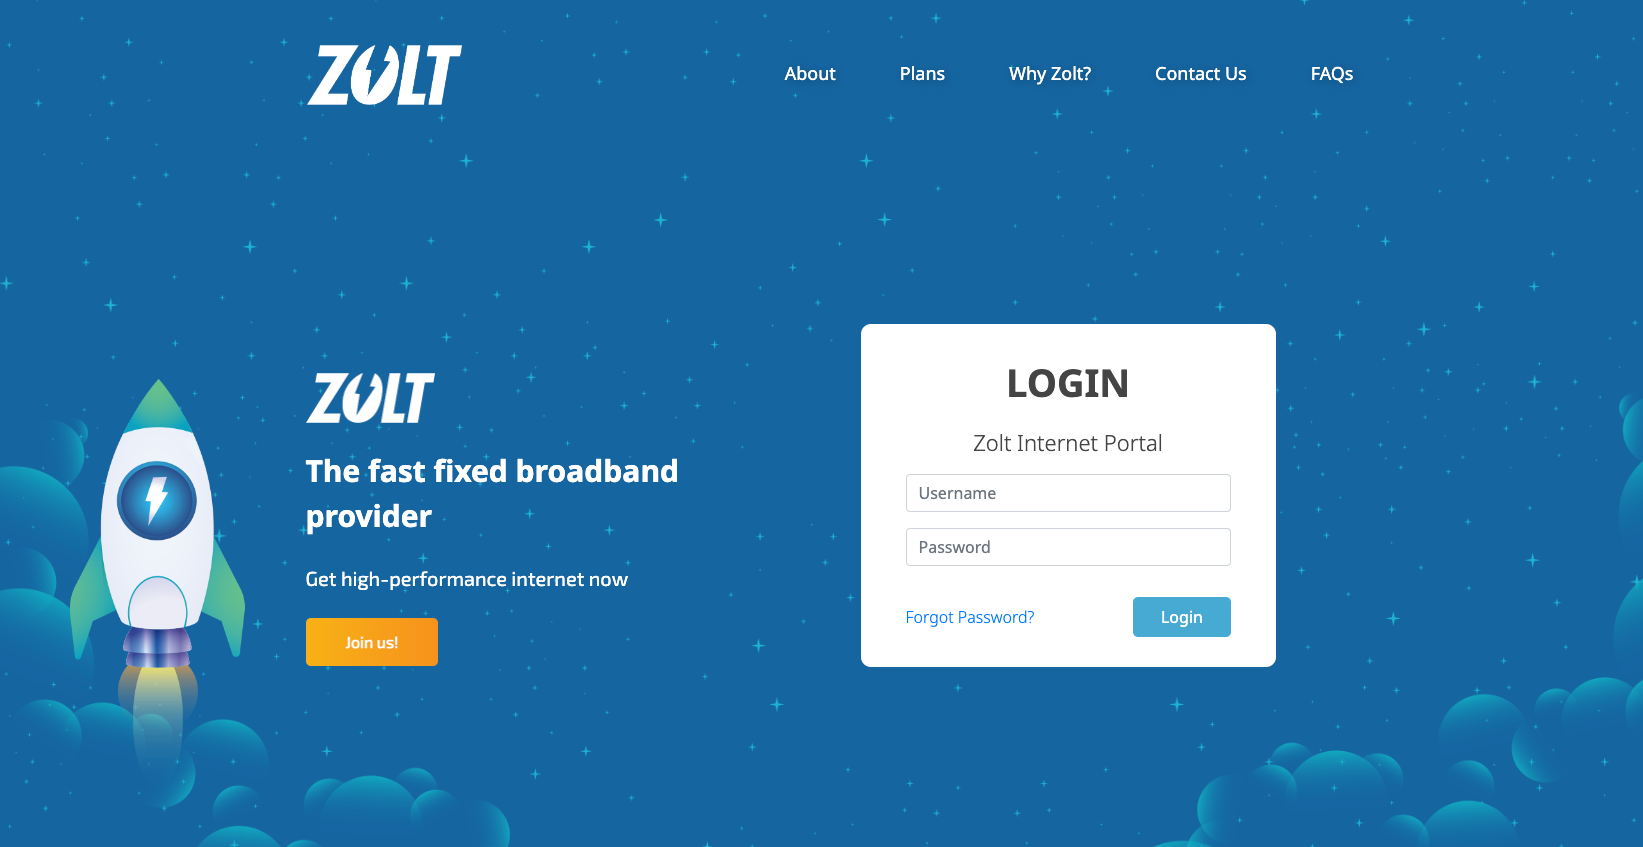 ZOLT
About
Plans
Why Zolt?
Contact Us
FAQs
ZOLT
The fast fixed broadband
provider
Get high-performance internet now
Join us!
LOGIN
Zolt Internet Portal
Username
Password
Forgot Password?
Login